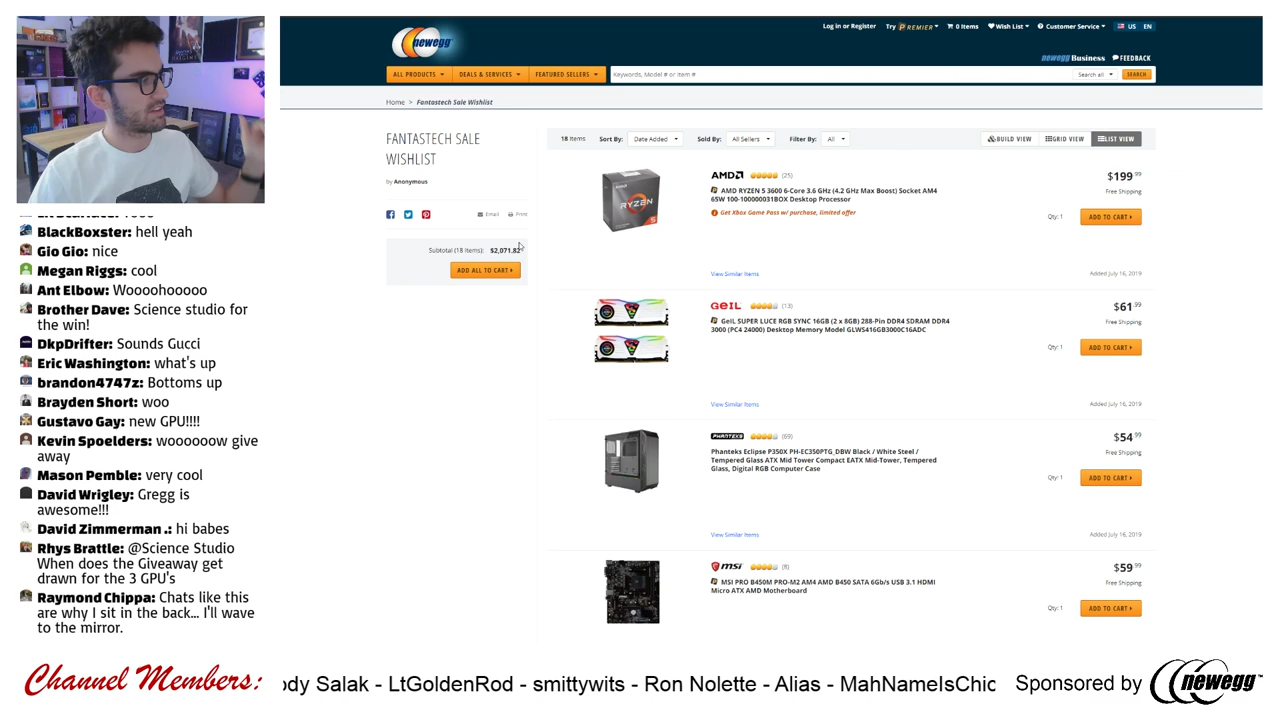 newegg
Log in or Register
Try PREMIER
0 Items
Wish List
Customer Service
US EN
newegg Business
FEEDBACK
ALL PRODUCTS
DEALS & SERVICES
FEATURED SELLERS
Keywords, Model # or Item #
Search all
SEARCH
Home > Fantastech Sale Wishlist
FANTASTECH SALE
WISHLIST
by Anonymous
Email Print
Subtotal (18 Items): $2,071.82
ADD ALL TO CART
18 Items Sort By: Date Added Sold By: All Sellers Filter By: All
BUILD VIEW GRID VIEW LIST VIEW
AMD (25)
AMD RYZEN 5 3600 6-Core 3.6 GHz (4.2 GHz Max Boost) Socket AM4
65W 100-100000031BOX Desktop Processor
Get Xbox Game Pass w/ purchase, limited offer
RYZEN
$199.99
Free Shipping
Qty: 1 ADD TO CART
View Similar Items
Added July 16, 2019
GEIL (13)
GeIL SUPER LUCE RGB SYNC 16GB (2 x 8GB) 288-Pin DDR4 SDRAM DDR4
3000 (PC4 24000) Desktop Memory Model GLWS416GB3000C16ADC
$61.99
Free Shipping
Qty: 1 ADD TO CART
View Similar Items
Added July 16, 2019
PHANTEKS (69)
Phanteks Eclipse P350X PH-EC350PTG_DBW Black / White Steel /
Tempered Glass ATX Mid Tower Compact EATX Mid-Tower, Tempered
Glass, Digital RGB Computer Case
$54.99
Free Shipping
Qty: 1 ADD TO CART
View Similar Items
Added July 16, 2019
msi (8)
MSI PRO B450M PRO-M2 AM4 AMD B450 SATA 6Gb/s USB 3.1 HDMI
Micro ATX AMD Motherboard
$59.99
Free Shipping
Qty: 1 ADD TO CART
BlackBoxster: hell yeah
Gio Gio: nice
Megan Riggs: cool
Ant Elbow: Woooohooooo
Brother Dave: Science studio for
the win!
DkpDrifter: Sounds Gucci
Eric Washington: what's up
brandon4747z: Bottoms up
Brayden Short: woo
Gustavo Gay: new GPU!!!!
Kevin Spoelders: woooooow give
away
Mason Pemble: very cool
David Wrigley: Gregg is
awesome!!!
David Zimmerman .: hi babes
Rhys Brattle: @Science Studio
When does the Giveaway get
drawn for the 3 GPU's
Raymond Chippa: Chats like this
are why I sit in the back... I'll wave
to the mirror.
Channel Members:
ody Salak - LtGoldenRod - smittywits - Ron Nolette - Alias - MahNameIsChic
Sponsored by newegg